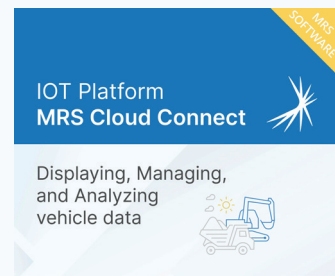 MRS
SOFTWARE
IOT Platform
MRS Cloud Connect
Displaying, Managing,
and Analyzing
vehicle data